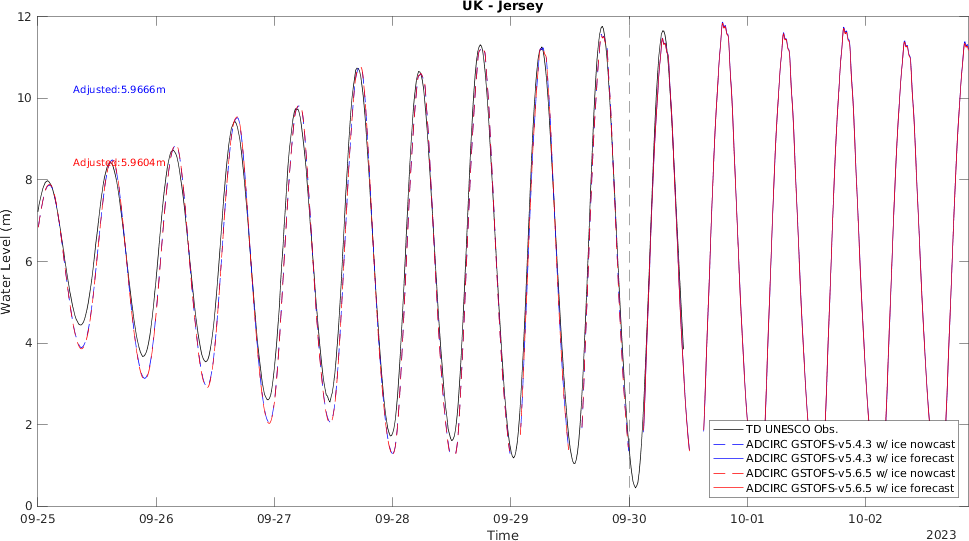 UK - Jersey
12
10
8
6
4
2
0
Water Level (m)
Adjusted:5.9666m
Adjusted:5.9604m
TD UNESCO Obs.
ADCIRC GSTOFS-v5.4.3 w/ ice nowcast
ADCIRC GSTOFS-v5.4.3 w/ ice forecast
ADCIRC GSTOFS-v5.6.5 w/ ice nowcast
ADCIRC GSTOFS-v5.6.5 w/ ice forecast
09-25 09-26 09-27 09-28 09-29 09-30 10-01 10-02
Time
2023